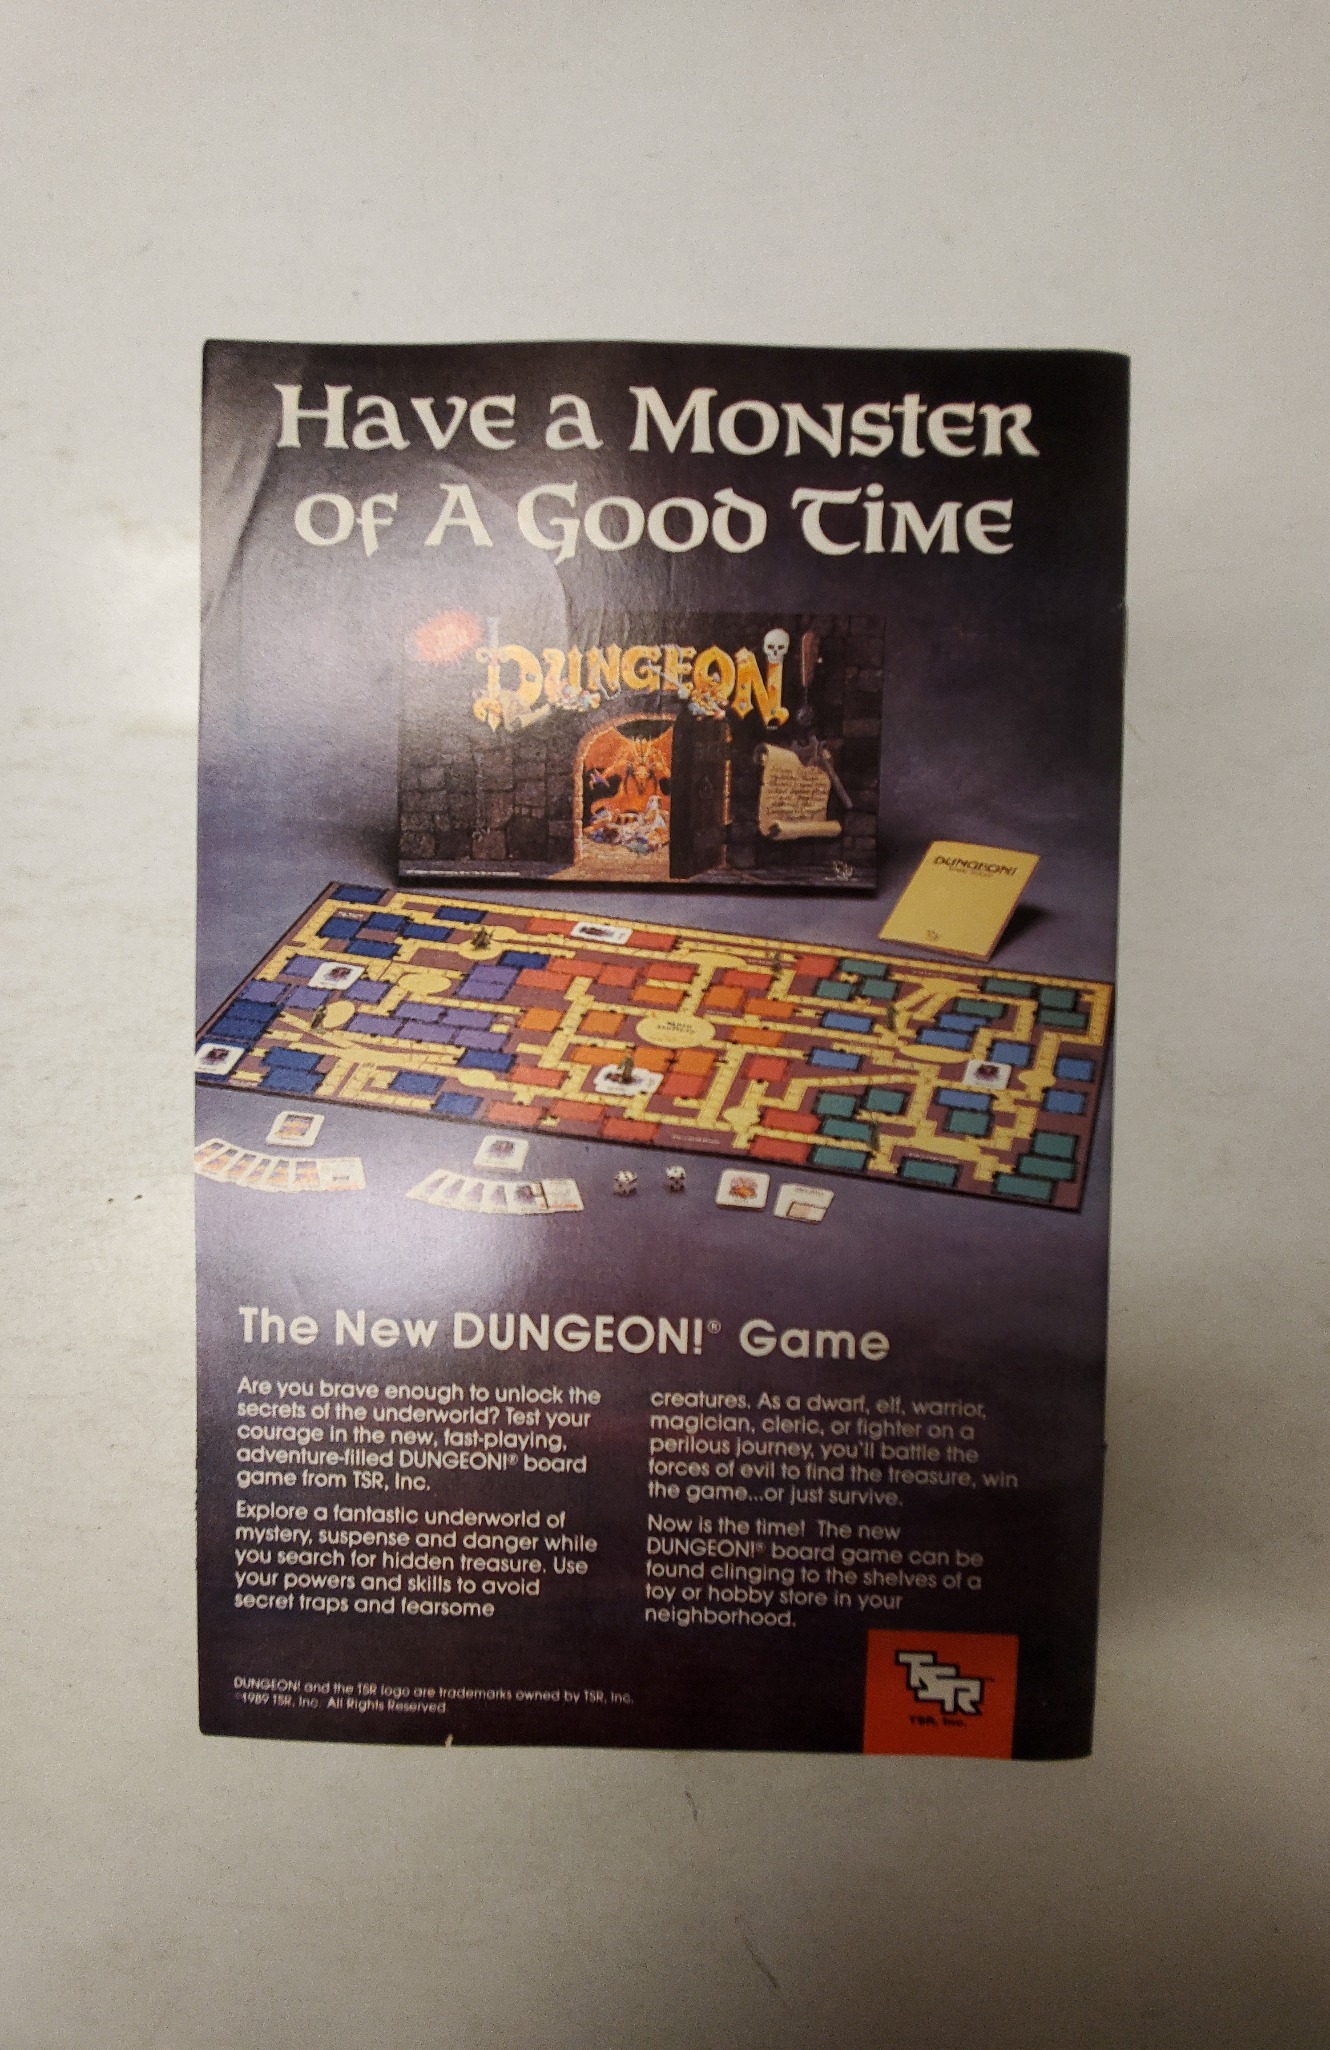 Have a Monster
of A Good Time
DUNGEON
DUNGEON!
The New DUNGEON!® Game
Are you brave enough to unlock the
secrets of the underworld? Test your
courage in the new, fast-playing,
adventure-filled DUNGEON!® board
game from TSR, Inc.
Explore a fantastic underworld of
mystery, suspense and danger while
you search for hidden treasure. Use
your powers and skills to avoid
secret traps and fearsome
creatures. As a dwarf, elf, warrior,
magician, cleric, or fighter on a
perilous journey, you'll battle the
forces of evil to find the treasure, win
the game...or just survive.
Now is the time! The new
DUNGEON!® board game can be
found clinging to the shelves of a
toy or hobby store in your
neighborhood.
DUNGEON! and the TSR logo are trademarks owned by TSR, Inc.
©1989 TSR, Inc. All Rights Reserved.
TSR™
TSR, Inc.